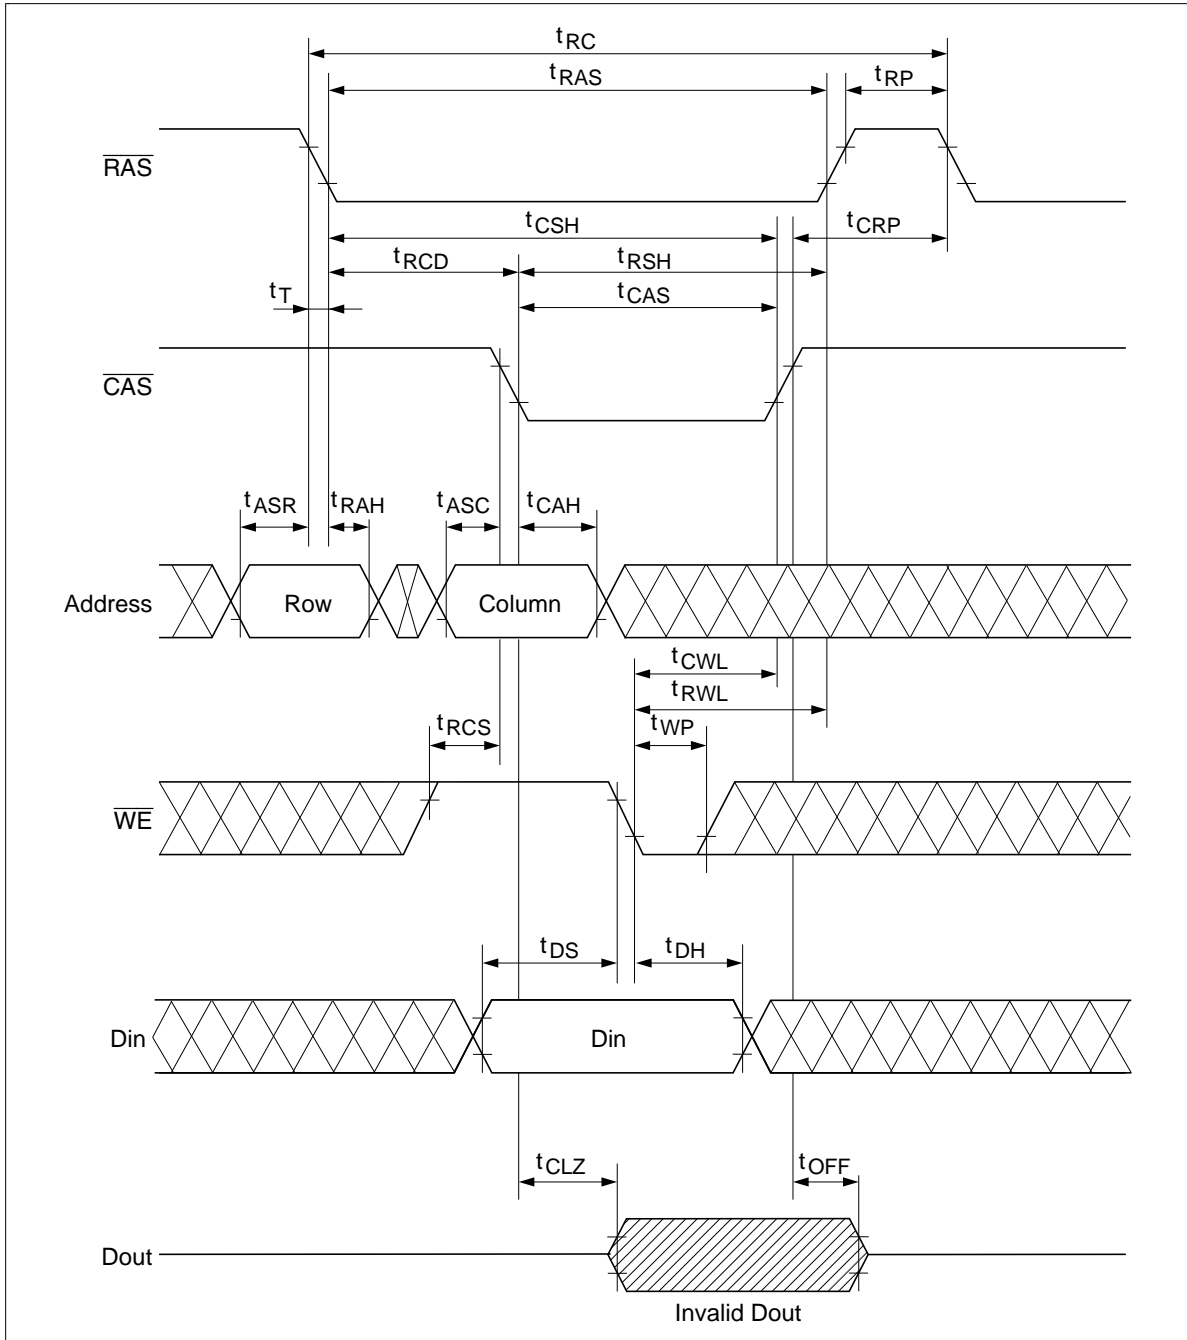 tRC
tRAS
tRP
RAS
tCSH
tCRP
tRCD
tRSH
tT
tCAS
CAS
tASR
tRAH
tASC
tCAH
Address
Row
Column
tCWL
tRWL
tRCS
tWP
WE
tDS
tDH
Din
Din
tCLZ
tOFF
Dout
Invalid Dout